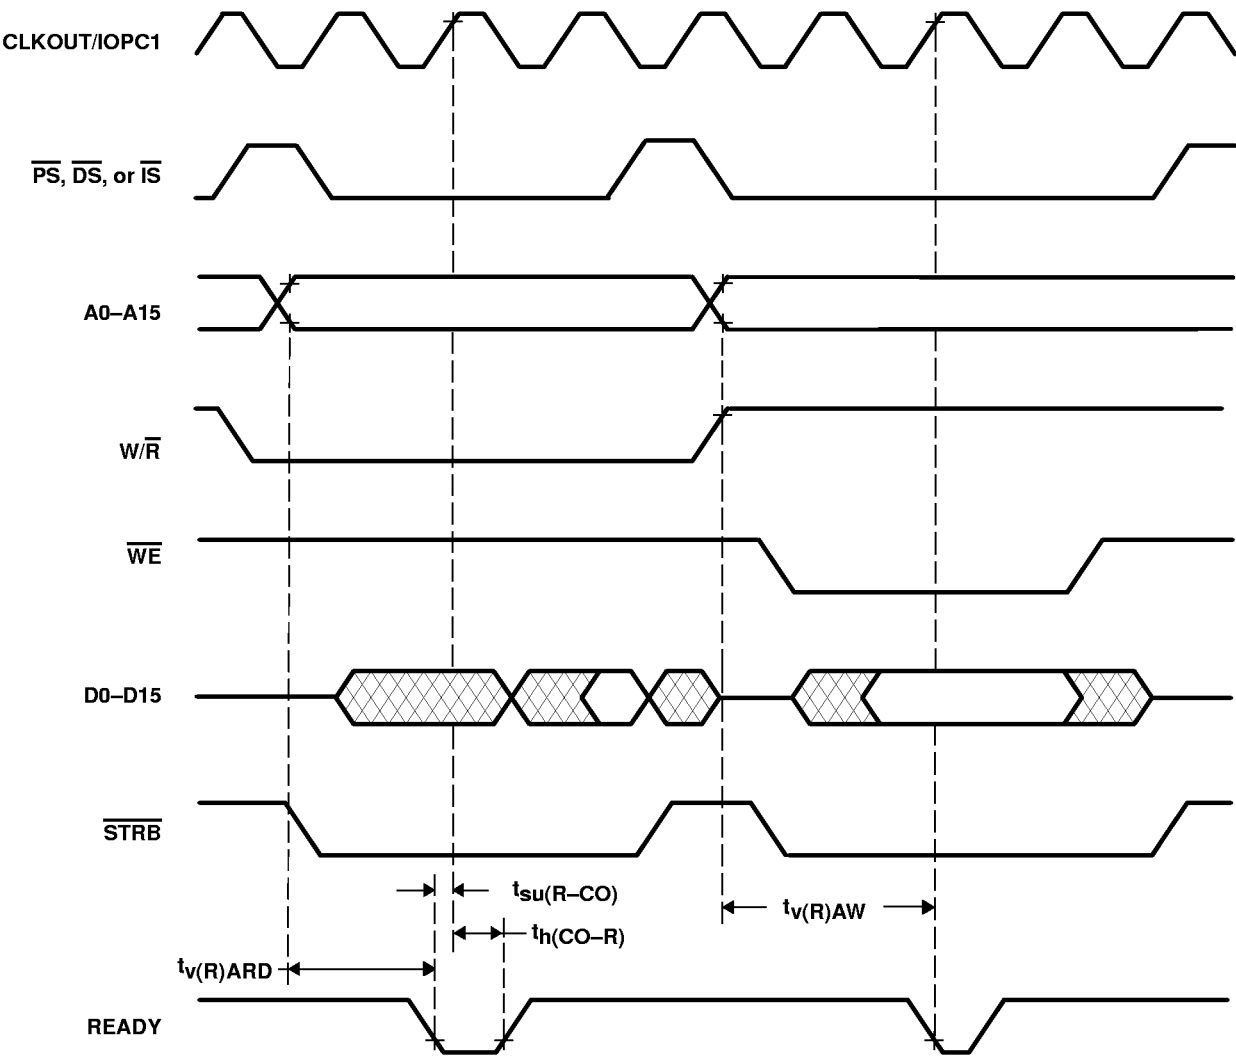 CLKOUT/IOPC1
PS, DS, or IS
A0–A15
W/R
WE
D0–D15
STRB
tsu(R–CO)
tv(R)AW
th(CO–R)
tv(R)ARD
READY